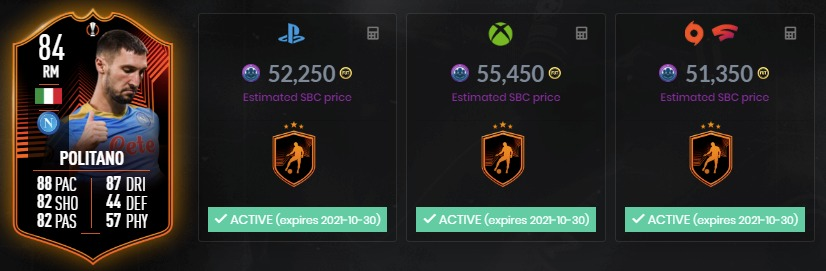 84
RM
N
POLITANO
88 PAC 87 DRI
82 SHO 44 DEF
82 PAS 57 PHY
52,250
Estimated SBC price
ACTIVE (expires 2021-10-30)
55,450
Estimated SBC price
ACTIVE (expires 2021-10-30)
51,350
Estimated SBC price
ACTIVE (expires 2021-10-30)